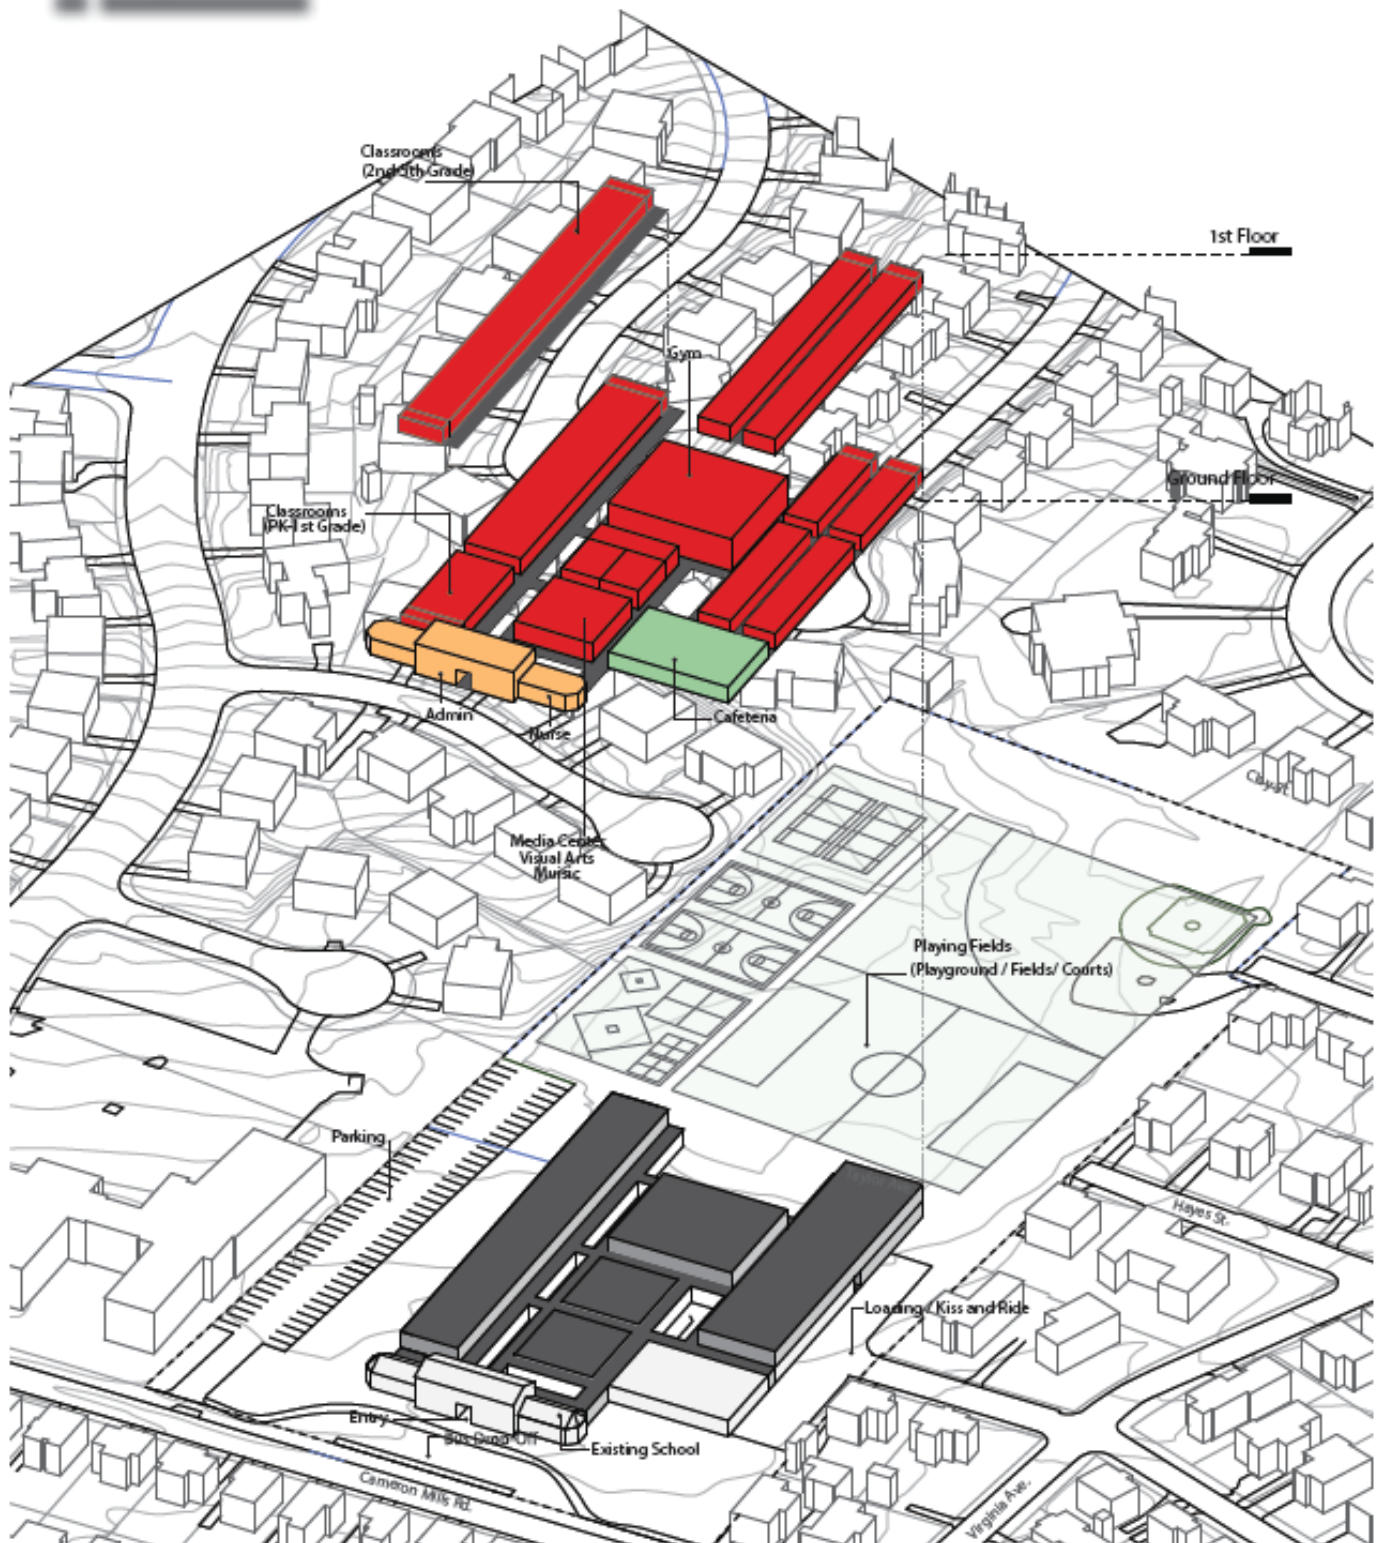 Classrooms
(2nd-5th Grade)
1st Floor
Gym
Ground Floor
Classrooms
(PK-1st Grade)
Admin
Nurse
Cafeteria
City St.
Media Center
Visual Arts
Muisic
Playing Fields
(Playground / Fields/ Courts)
Parking
Hayes St.
Loading / Kiss and Ride
Entry
Bus Drop-Off
Existing School
Cameron Mills Rd.
Virginia Ave.